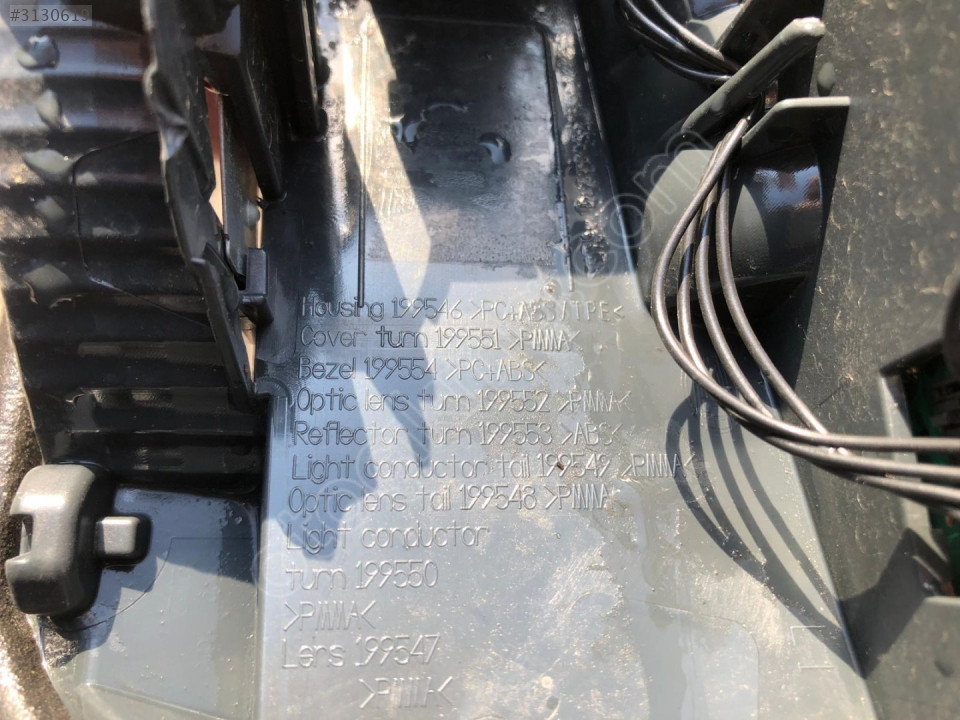 #313061
Housing 199546 >PC+ABS/TPE<
Cover turn 199551 >PMMA<
Bezel 199554 >PC+ABS<
Optic lens turn 199552 >PMMA<
Reflector turn 199553 >ABS<
Light conductor tail 199549 >PMMA<
Optic lens tail 199548 >PMMA
Light conductor
turn 199550
>PMMA<
Lens 199547
>PMMA<